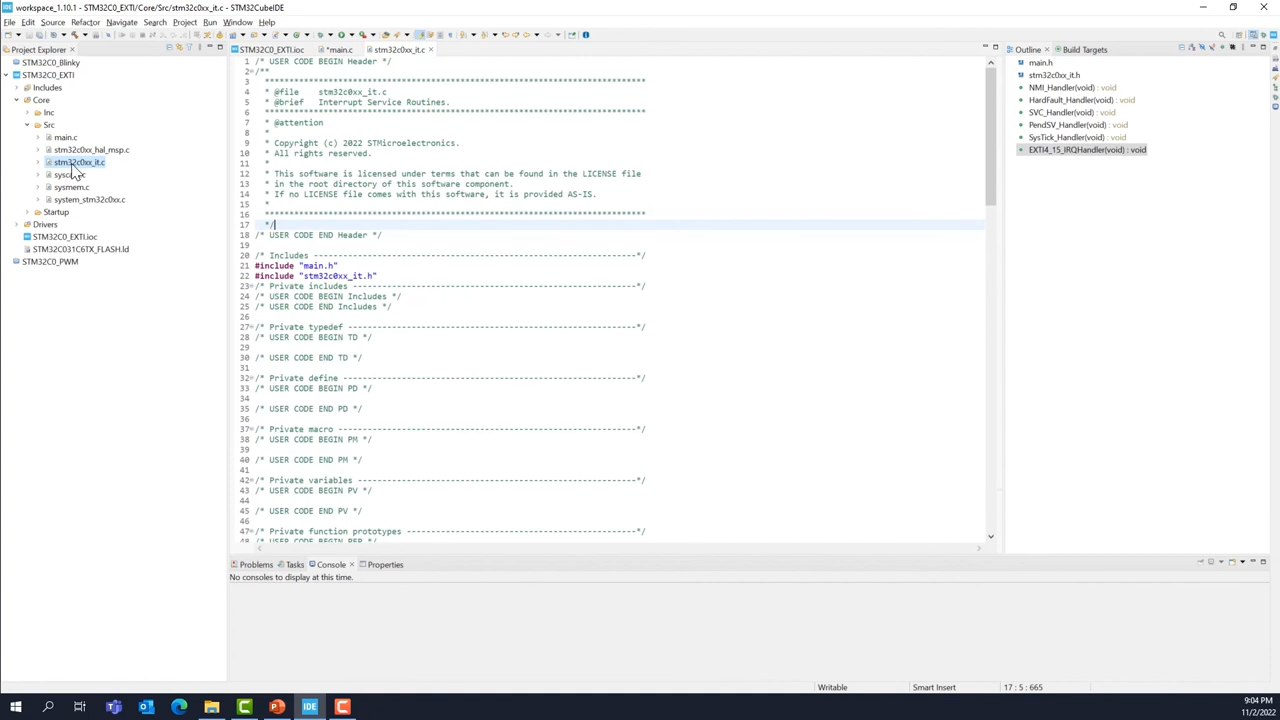 workspace_1.10.1 - STM32C0_EXTI/Core/Src/stm32c0xx_it.c - STM32CubeIDE
File Edit Source Refactor Navigate Search Project Run Window Help
Project Explorer
STM32C0_Blinky
STM32C0_EXTI
Includes
Core
Inc
Src
main.c
stm32c0xx_hal_msp.c
stm32c0xx_it.c
sysmem.c
system_stm32c0xx.c
Startup
Drivers
STM32C0_EXTI.ioc
STM32C031C6TX_FLASH.ld
STM32C0_PWM
STM32C0_EXTI.ioc *main.c stm32c0xx_it.c
1 /* USER CODE BEGIN Header */
2 /**
3 ******************************************************************************
4 * @file stm32c0xx_it.c
5 * @brief Interrupt Service Routines.
6 ******************************************************************************
7 * @attention
8 *
9 * Copyright (c) 2022 STMicroelectronics.
10 * All rights reserved.
11 *
12 * This software is licensed under terms that can be found in the LICENSE file
13 * in the root directory of this software component.
14 * If no LICENSE file comes with this software, it is provided AS-IS.
15 *
16 ******************************************************************************
17 */
18 /* USER CODE END Header */
19
20 /* Includes ------------------------------------------------------------------*/
21 #include "main.h"
22 #include "stm32c0xx_it.h"
23 /* Private includes ----------------------------------------------------------*/
24 /* USER CODE BEGIN Includes */
25 /* USER CODE END Includes */
26
27 /* Private typedef -----------------------------------------------------------*/
28 /* USER CODE BEGIN TD */
29
30 /* USER CODE END TD */
31
32 /* Private define ------------------------------------------------------------*/
33 /* USER CODE BEGIN PD */
34
35 /* USER CODE END PD */
36
37 /* Private macro -------------------------------------------------------------*/
38 /* USER CODE BEGIN PM */
39
40 /* USER CODE END PM */
41
42 /* Private variables ---------------------------------------------------------*/
43 /* USER CODE BEGIN PV */
44
45 /* USER CODE END PV */
46
47 /* Private function prototypes -----------------------------------------------*/
Outline Build Targets
main.h
stm32c0xx_it.h
NMI_Handler(void) : void
HardFault_Handler(void) : void
SVC_Handler(void) : void
PendSV_Handler(void) : void
SysTick_Handler(void) : void
EXTI4_15_IRQHandler(void) : void
Problems Tasks Console Properties
No consoles to display at this time.
Writable Smart Insert 17 : 5 : 665
IDE
9:04 PM
11/2/2022